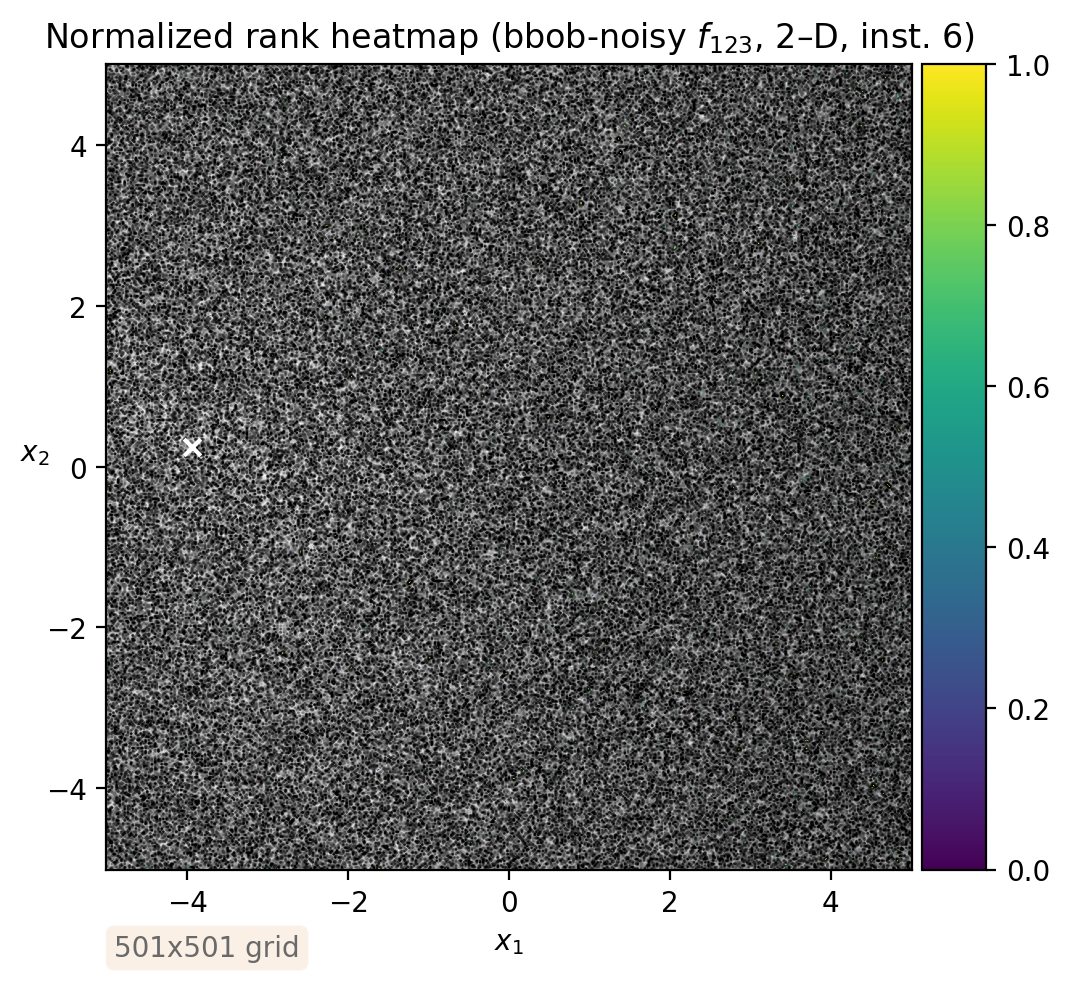 Normalized rank heatmap (bbob-noisy f₁₂₃, 2–D, inst. 6)
1.0
0.8
0.6
0.4
0.2
0.0
4
2
0
−2
−4
x₂
−4 −2 0 2 4
x₁
501x501 grid